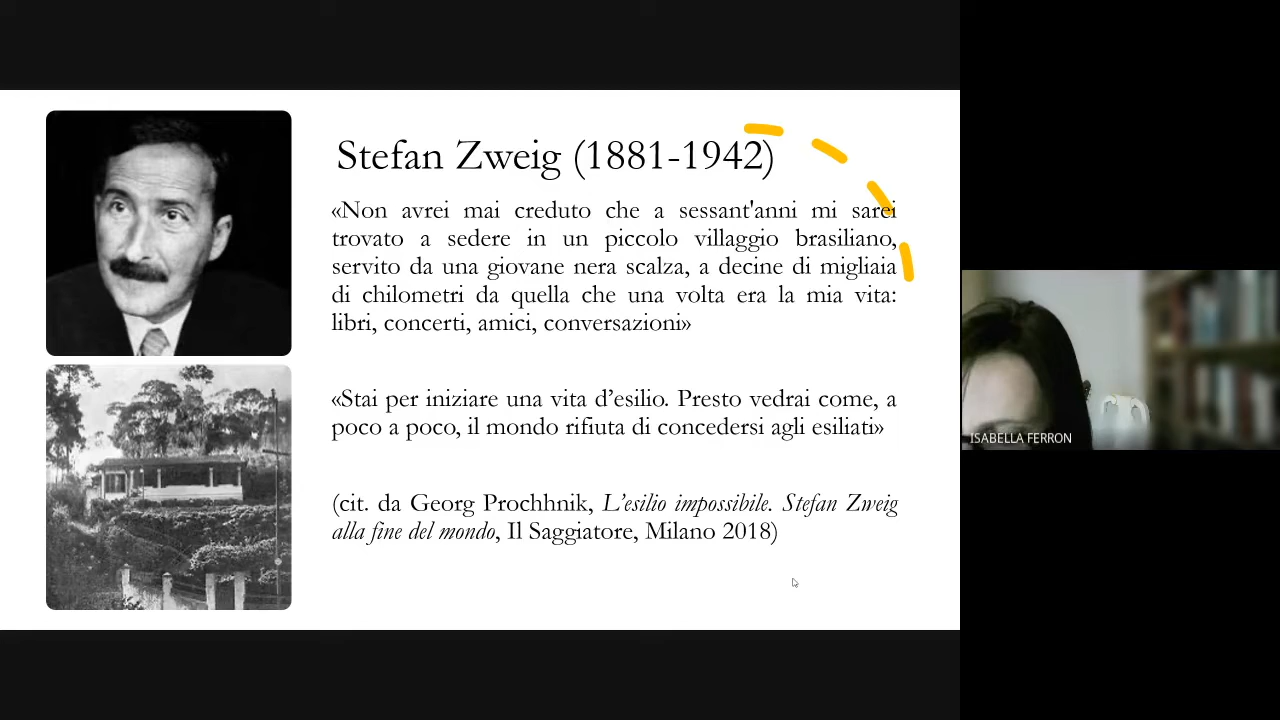 Stefan Zweig (1881-1942)
«Non avrei mai creduto che a sessant'anni mi sarei
trovato a sedere in un piccolo villaggio brasiliano,
servito da una giovane nera scalza, a decine di migliaia
di chilometri da quella che una volta era la mia vita:
libri, concerti, amici, conversazioni»
«Stai per iniziare una vita d’esilio. Presto vedrai come, a
poco a poco, il mondo rifiuta di concedersi agli esiliati»
(cit. da Georg Prochhnik, L’esilio impossibile. Stefan Zweig
alla fine del mondo, Il Saggiatore, Milano 2018)
ISABELLA FERRON